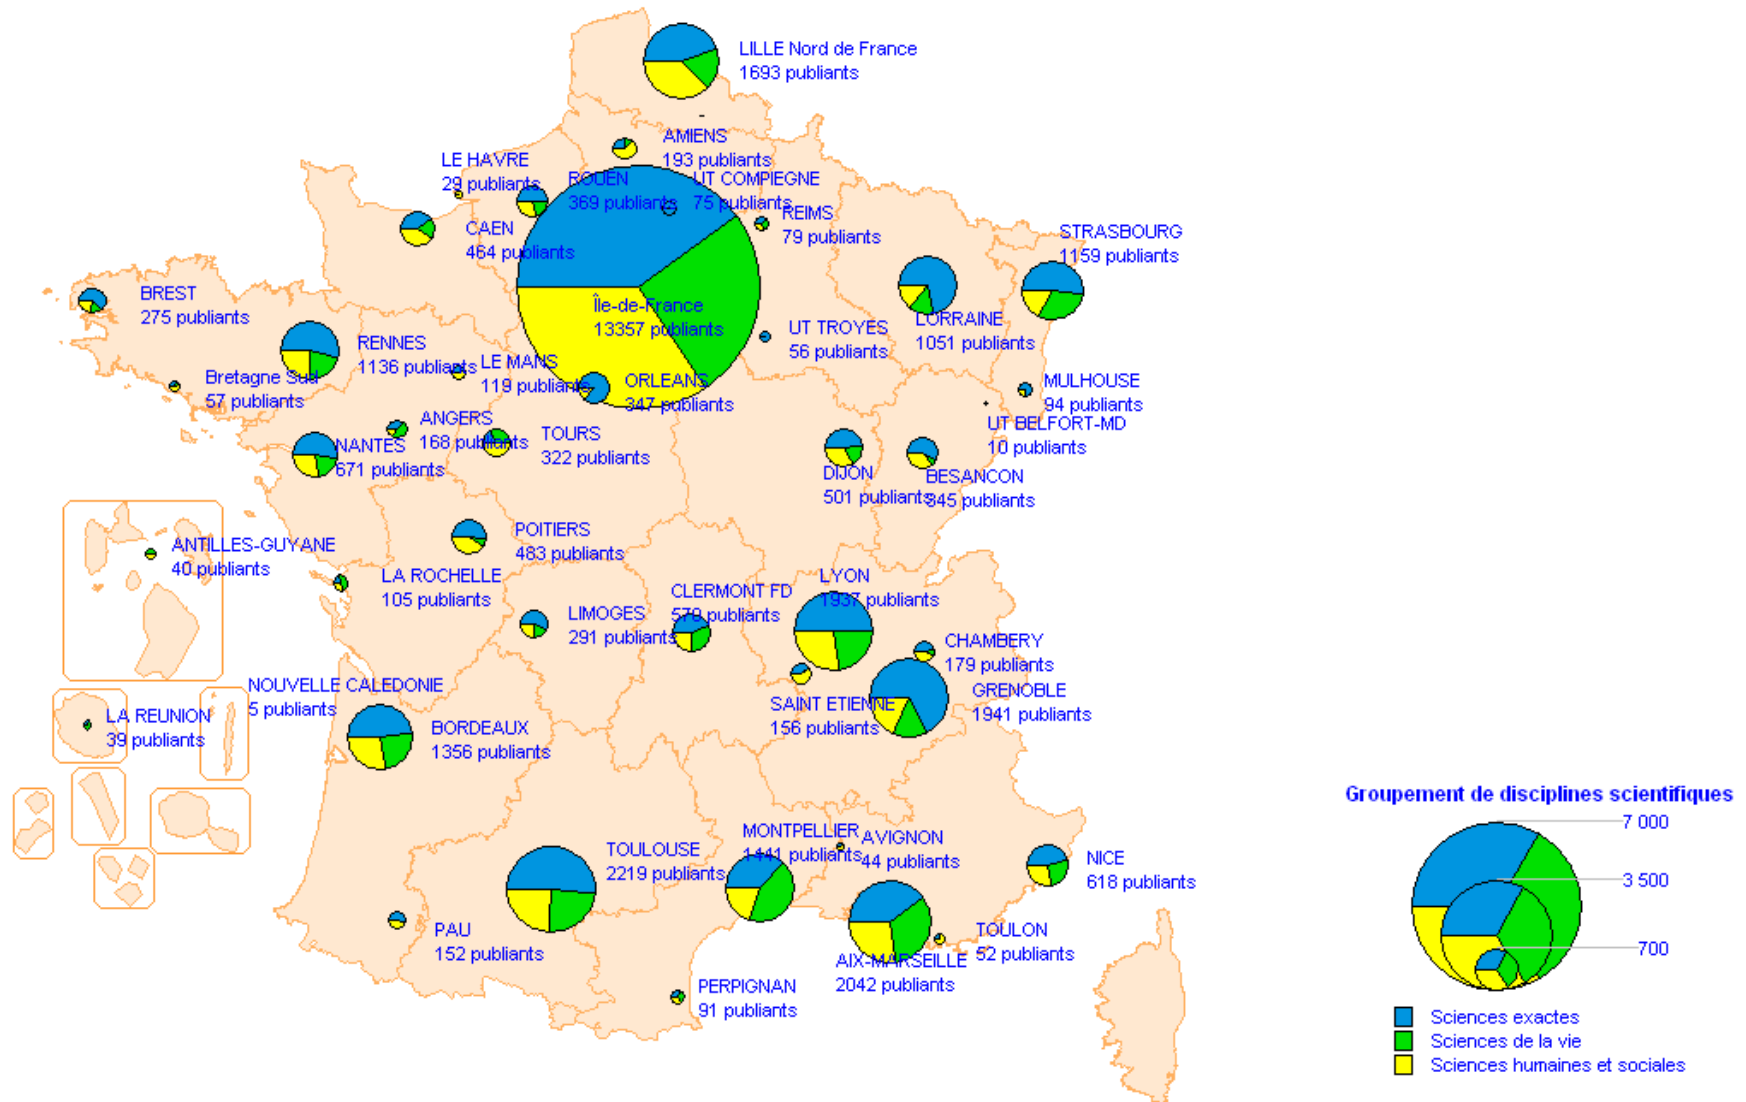 LILLE Nord de France
1693 publiants
AMIENS
193 publiants
LE HAVRE
29 publiants
ROUEN
369 publiants
UT COMPIEGNE
75 publiants
REIMS
79 publiants
CAEN
464 publiants
STRASBOURG
1159 publiants
BREST
275 publiants
Île-de-France
13357 publiants
LORRAINE
1051 publiants
UT TROYES
56 publiants
RENNES
1136 publiants
LE MANS
119 publiants
Bretagne Sud
57 publiants
ORLEANS
347 publiants
MULHOUSE
94 publiants
UT BELFORT-MD
10 publiants
ANGERS
168 publiants
NANTES
671 publiants
TOURS
322 publiants
DIJON
501 publiants
BESANCON
345 publiants
POITIERS
483 publiants
ANTILLES-GUYANE
40 publiants
LA ROCHELLE
105 publiants
LIMOGES
291 publiants
CLERMONT FD
publiants
LYON
1937 publiants
CHAMBERY
179 publiants
GRENOBLE
1941 publiants
SAINT ETIENNE
156 publiants
NOUVELLE CALEDONIE
5 publiants
LA REUNION
39 publiants
BORDEAUX
1356 publiants
TOULOUSE
2219 publiants
MONTPELLIER
1441 publiants
AVIGNON
44 publiants
NICE
618 publiants
PAU
152 publiants
TOULON
52 publiants
AIX-MARSEILLE
2042 publiants
PERPIGNAN
91 publiants
Groupement de disciplines scientifiques
7 000
3 500
700
Sciences exactes
Sciences de la vie
Sciences humaines et sociales